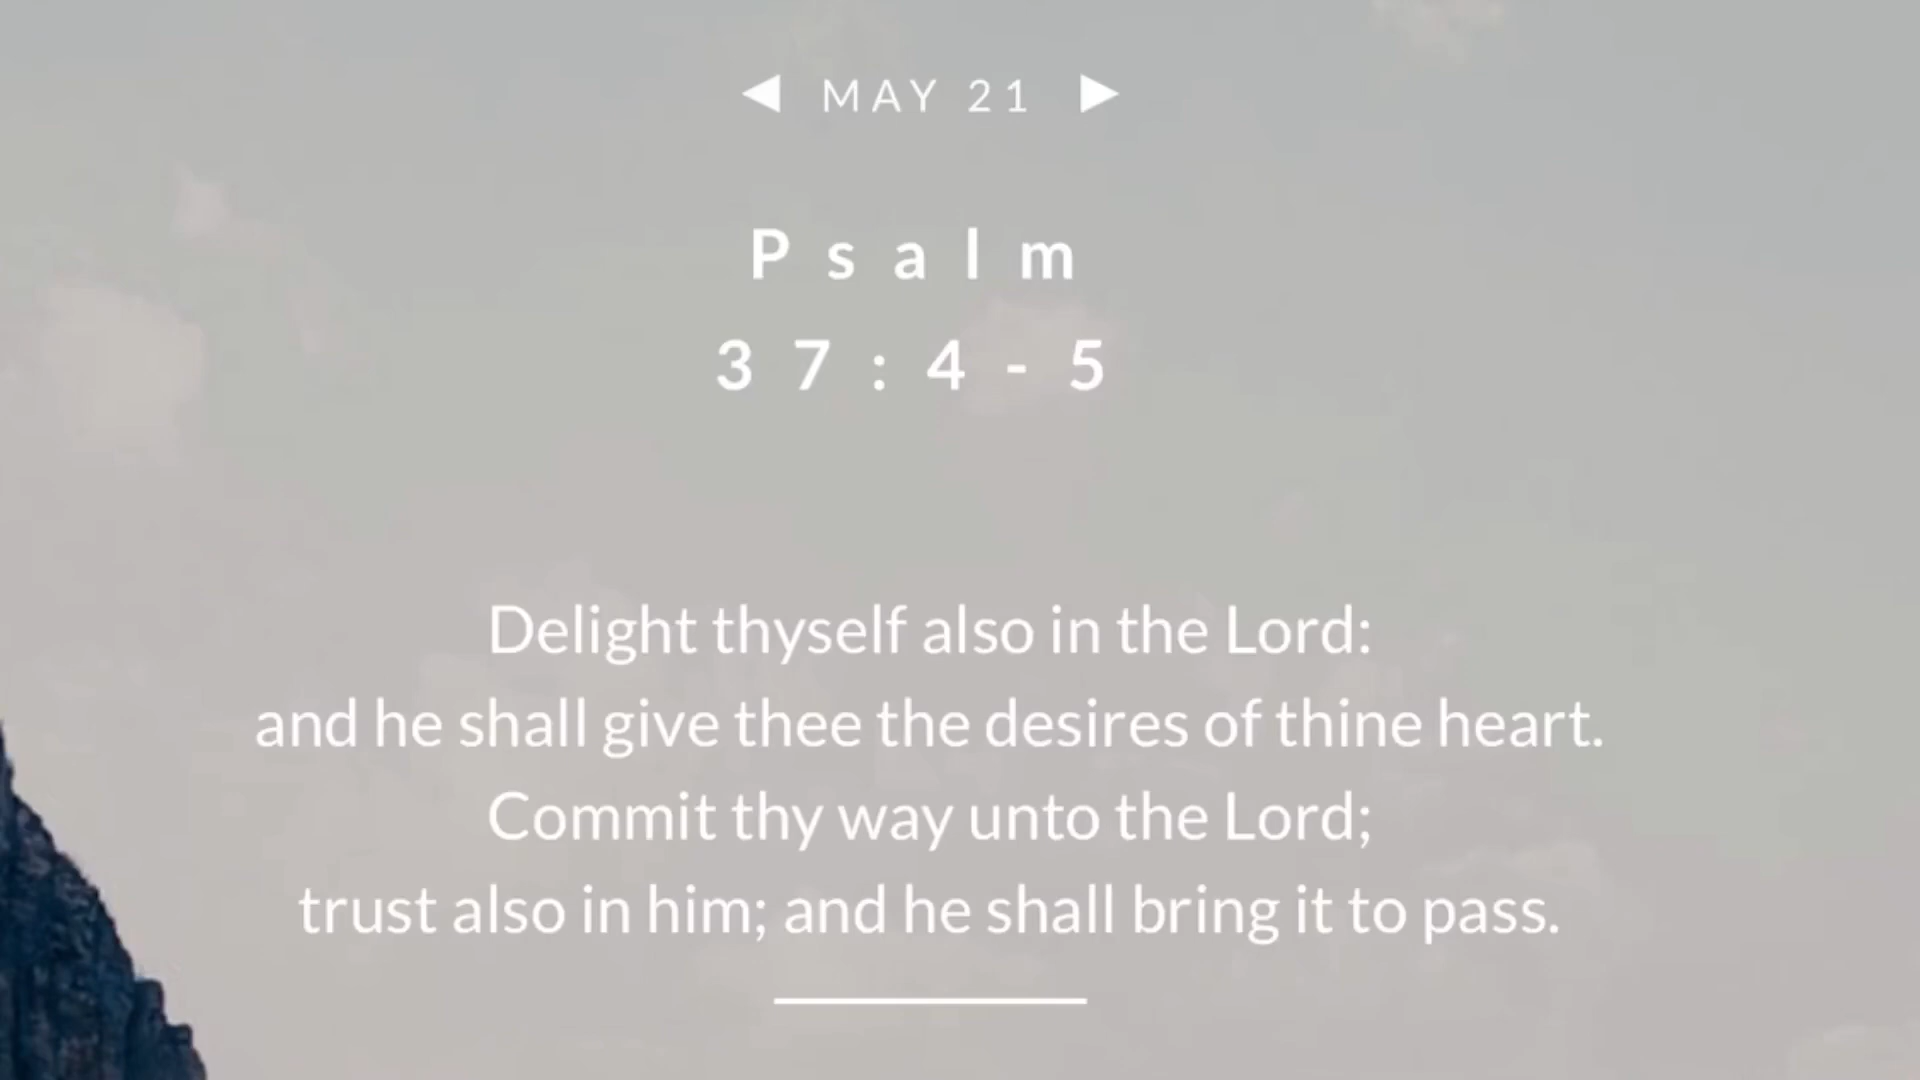 MAY 21
Psalm
37:4-5
Delight thyself also in the Lord:
and he shall give thee the desires of thine heart.
Commit thy way unto the Lord;
trust also in him; and he shall bring it to pass.